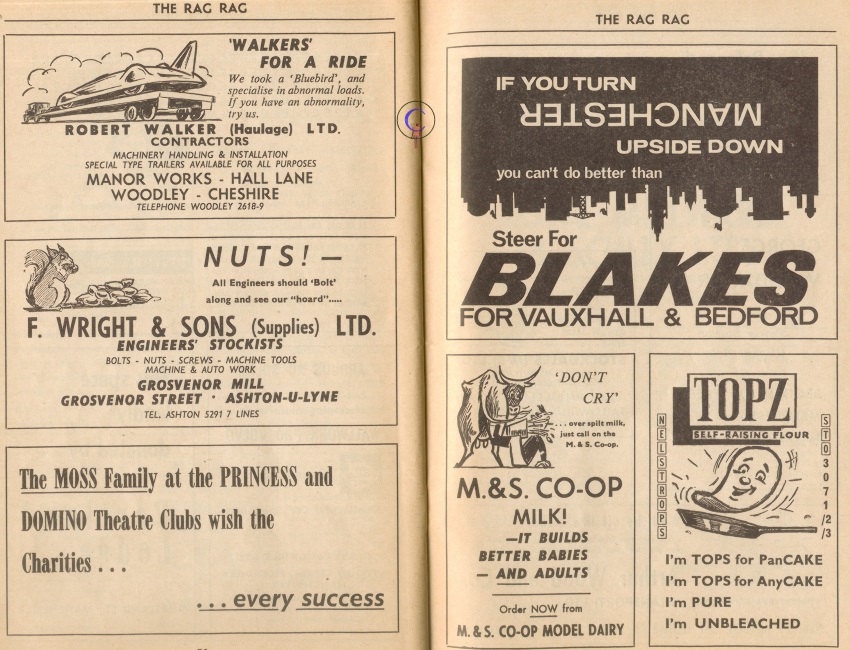 THE RAG RAG
'WALKERS'
FOR A RIDE
We took a 'Bluebird', and
specialise in abnormal loads.
If you have an abnormality,
try us.
ROBERT WALKER (Haulage) LTD.
CONTRACTORS
MACHINERY HANDLING & INSTALLATION
SPECIAL TYPE TRAILERS AVAILABLE FOR ALL PURPOSES
MANOR WORKS - HALL LANE
WOODLEY - CHESHIRE
TELEPHONE WOODLEY 2618-9
NUTS! —
All Engineers should 'Bolt'
along and see our "hoard".....
F. WRIGHT & SONS (Supplies) LTD.
ENGINEERS' STOCKISTS
BOLTS - NUTS - SCREWS - MACHINE TOOLS
MACHINE & AUTO WORK
GROSVENOR MILL
GROSVENOR STREET · ASHTON-U-LYNE
TEL. ASHTON 5291 7 LINES
The MOSS Family at the PRINCESS and
DOMINO Theatre Clubs wish the
Charities . . .
. . . every success
THE RAG RAG
IF YOU TURN
MANCHESTER
UPSIDE DOWN
you can't do better than
Steer For
BLAKES
FOR VAUXHALL & BEDFORD
'DON'T
CRY'
. . . over spilt milk,
just call on the
M. & S. Co-op.
M.&S. CO-OP
MILK!
—IT BUILDS
BETTER BABIES
— AND ADULTS
Order NOW from
M. & S. CO-OP MODEL DAIRY
TOPZ
SELF-RAISING FLOUR
NELSTROPS
STO 3071/2/3
I'm TOPS for PanCAKE
I'm TOPS for AnyCAKE
I'm PURE
I'm UNBLEACHED